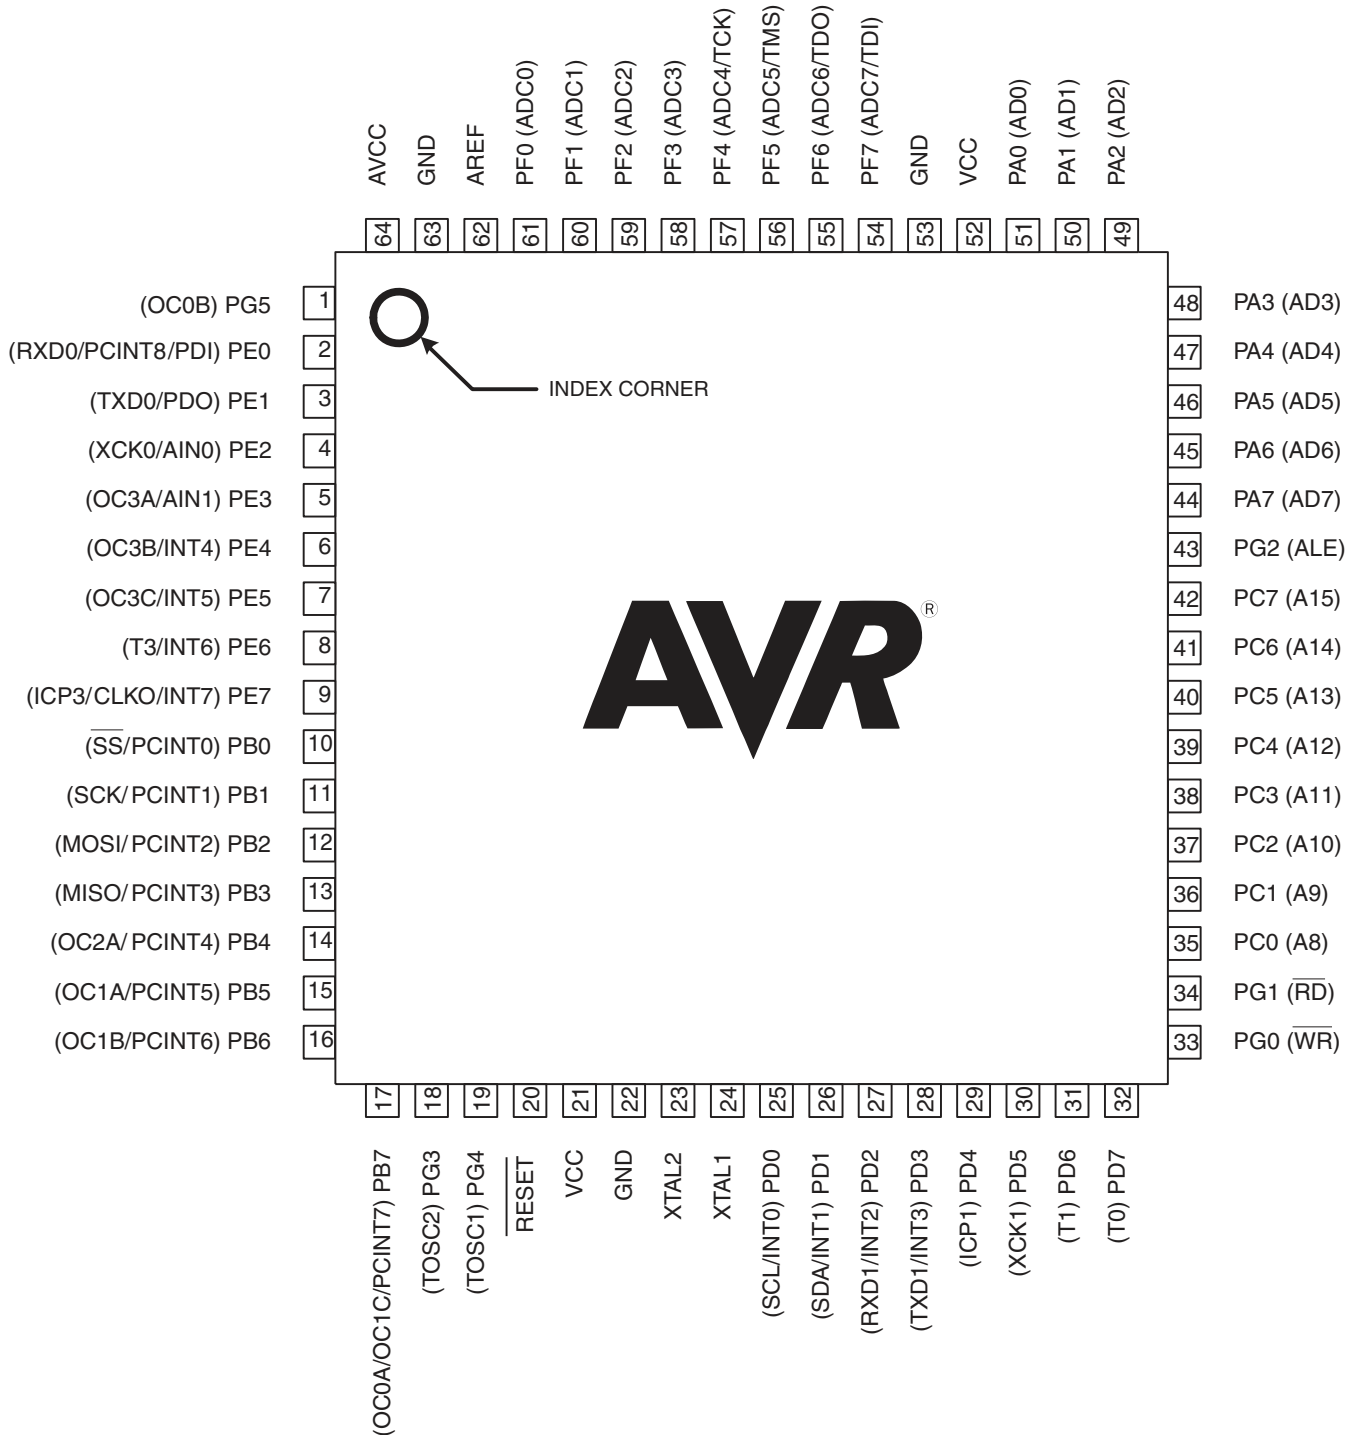 AVCC
GND
AREF
PF0 (ADC0)
PF1 (ADC1)
PF2 (ADC2)
PF3 (ADC3)
PF4 (ADC4/TCK)
PF5 (ADC5/TMS)
PF6 (ADC6/TDO)
PF7 (ADC7/TDI)
GND
VCC
PA0 (AD0)
PA1 (AD1)
PA2 (AD2)
64
63
62
61
60
59
58
57
56
55
54
53
52
51
50
49
(OC0B) PG5 1
(RXD0/PCINT8/PDI) PE0 2
(TXD0/PDO) PE1 3
(XCK0/AIN0) PE2 4
(OC3A/AIN1) PE3 5
(OC3B/INT4) PE4 6
(OC3C/INT5) PE5 7
(T3/INT6) PE6 8
(ICP3/CLKO/INT7) PE7 9
(SS/PCINT0) PB0 10
(SCK/ PCINT1) PB1 11
(MOSI/ PCINT2) PB2 12
(MISO/ PCINT3) PB3 13
(OC2A/ PCINT4) PB4 14
(OC1A/PCINT5) PB5 15
(OC1B/PCINT6) PB6 16
INDEX CORNER
AVR®
48 PA3 (AD3)
47 PA4 (AD4)
46 PA5 (AD5)
45 PA6 (AD6)
44 PA7 (AD7)
43 PG2 (ALE)
42 PC7 (A15)
41 PC6 (A14)
40 PC5 (A13)
39 PC4 (A12)
38 PC3 (A11)
37 PC2 (A10)
36 PC1 (A9)
35 PC0 (A8)
34 PG1 (RD)
33 PG0 (WR)
17
18
19
20
21
22
23
24
25
26
27
28
29
30
31
32
(OC0A/OC1C/PCINT7) PB7
(TOSC2) PG3
(TOSC1) PG4
RESET
VCC
GND
XTAL2
XTAL1
(SCL/INT0) PD0
(SDA/INT1) PD1
(RXD1/INT2) PD2
(TXD1/INT3) PD3
(ICP1) PD4
(XCK1) PD5
(T1) PD6
(T0) PD7